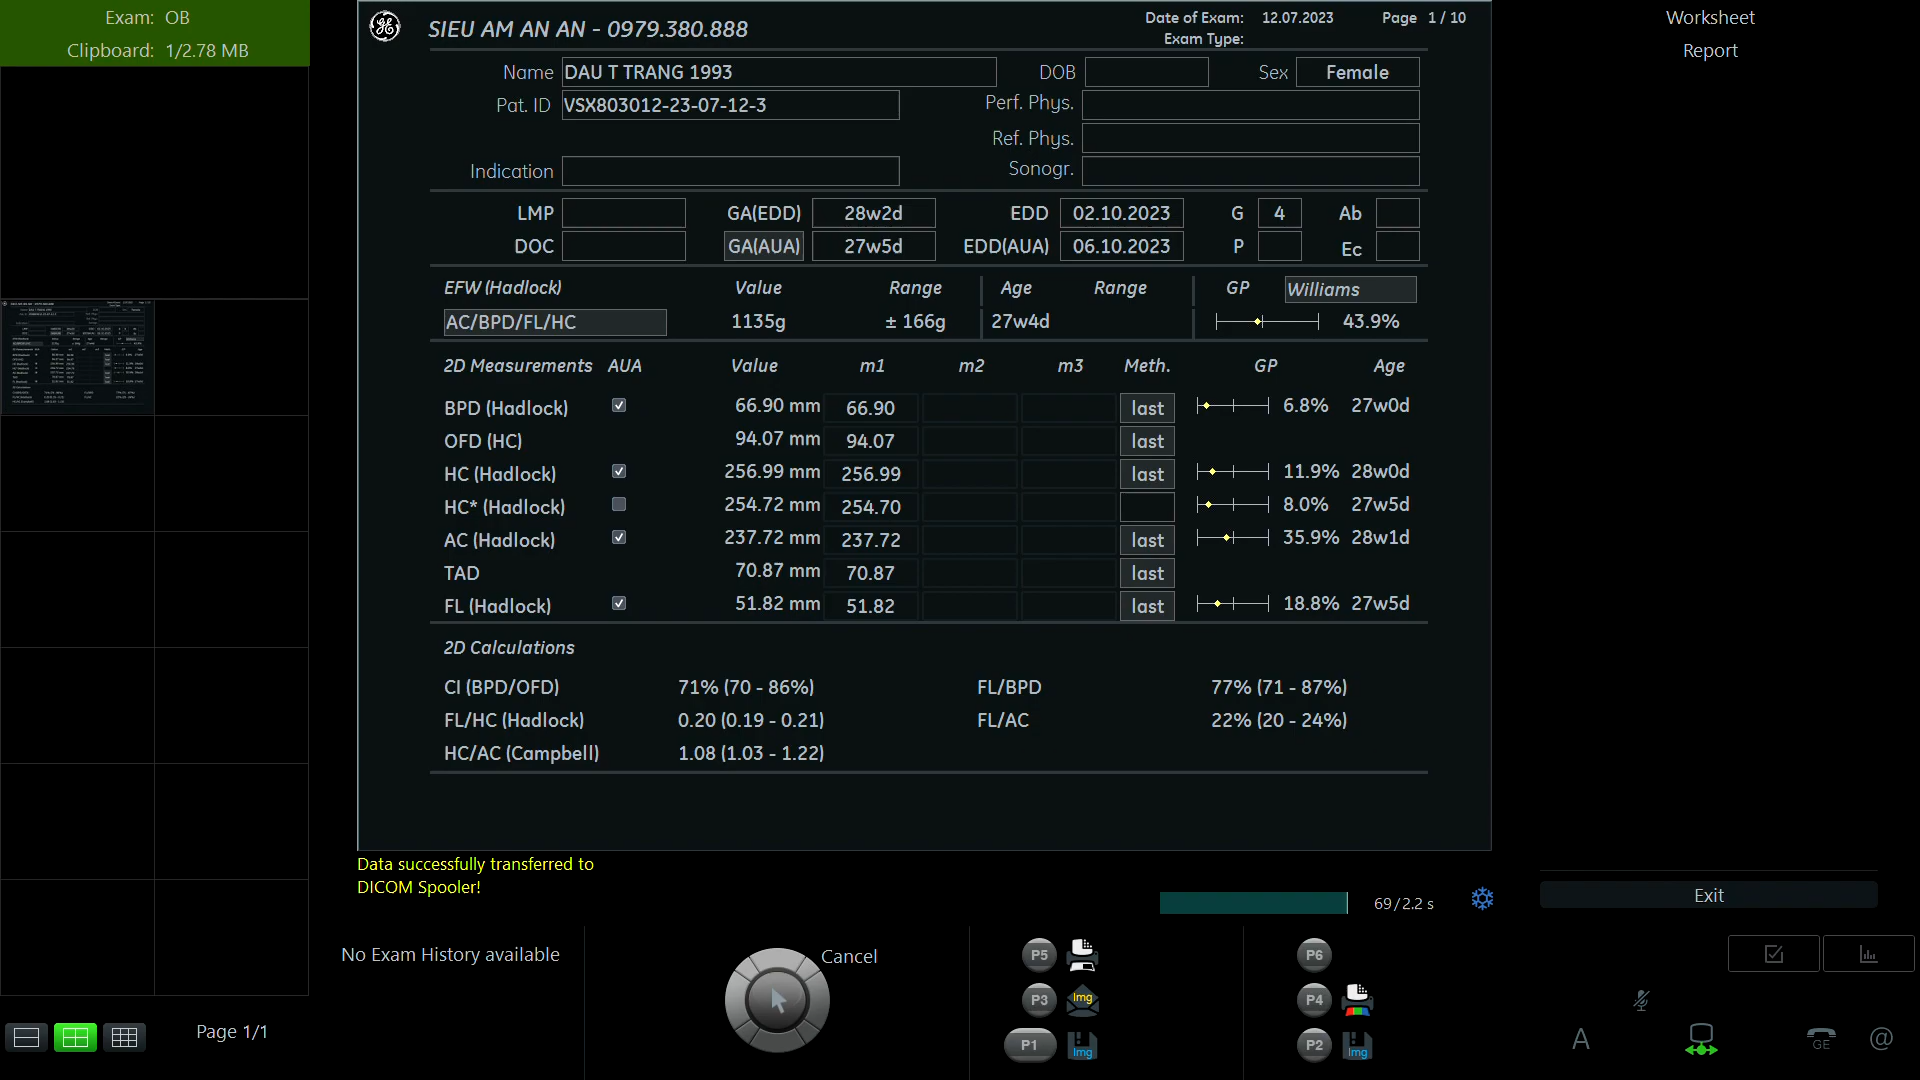 Exam: OB
Clipboard: 1/2.78 MB
SIEU AM AN AN - 0979.380.888
Date of Exam: 12.07.2023 Page 1 / 10
Exam Type:
Name DAU T TRANG 1993 DOB Sex Female
Pat. ID VSX803012-23-07-12-3 Perf. Phys.
Ref. Phys.
Indication Sonogr.
LMP GA(EDD) 28w2d EDD 02.10.2023 G 4 Ab
DOC GA(AUA) 27w5d EDD(AUA) 06.10.2023 P Ec
EFW (Hadlock) Value Range Age Range GP Williams
AC/BPD/FL/HC 1135g ± 166g 27w4d 43.9%
2D Measurements AUA Value m1 m2 m3 Meth. GP Age
BPD (Hadlock) 66.90 mm 66.90 last 6.8% 27w0d
OFD (HC) 94.07 mm 94.07 last
HC (Hadlock) 256.99 mm 256.99 last 11.9% 28w0d
HC* (Hadlock) 254.72 mm 254.70 8.0% 27w5d
AC (Hadlock) 237.72 mm 237.72 last 35.9% 28w1d
TAD 70.87 mm 70.87 last
FL (Hadlock) 51.82 mm 51.82 last 18.8% 27w5d
2D Calculations
CI (BPD/OFD) 71% (70 - 86%) FL/BPD 77% (71 - 87%)
FL/HC (Hadlock) 0.20 (0.19 - 0.21) FL/AC 22% (20 - 24%)
HC/AC (Campbell) 1.08 (1.03 - 1.22)
Worksheet
Report
Data successfully transferred to
DICOM Spooler!
69/2.2 s
Exit
No Exam History available
Cancel
P5 P6
P3 Img P4
P1 Img P2 Img
Page 1/1
A GE @